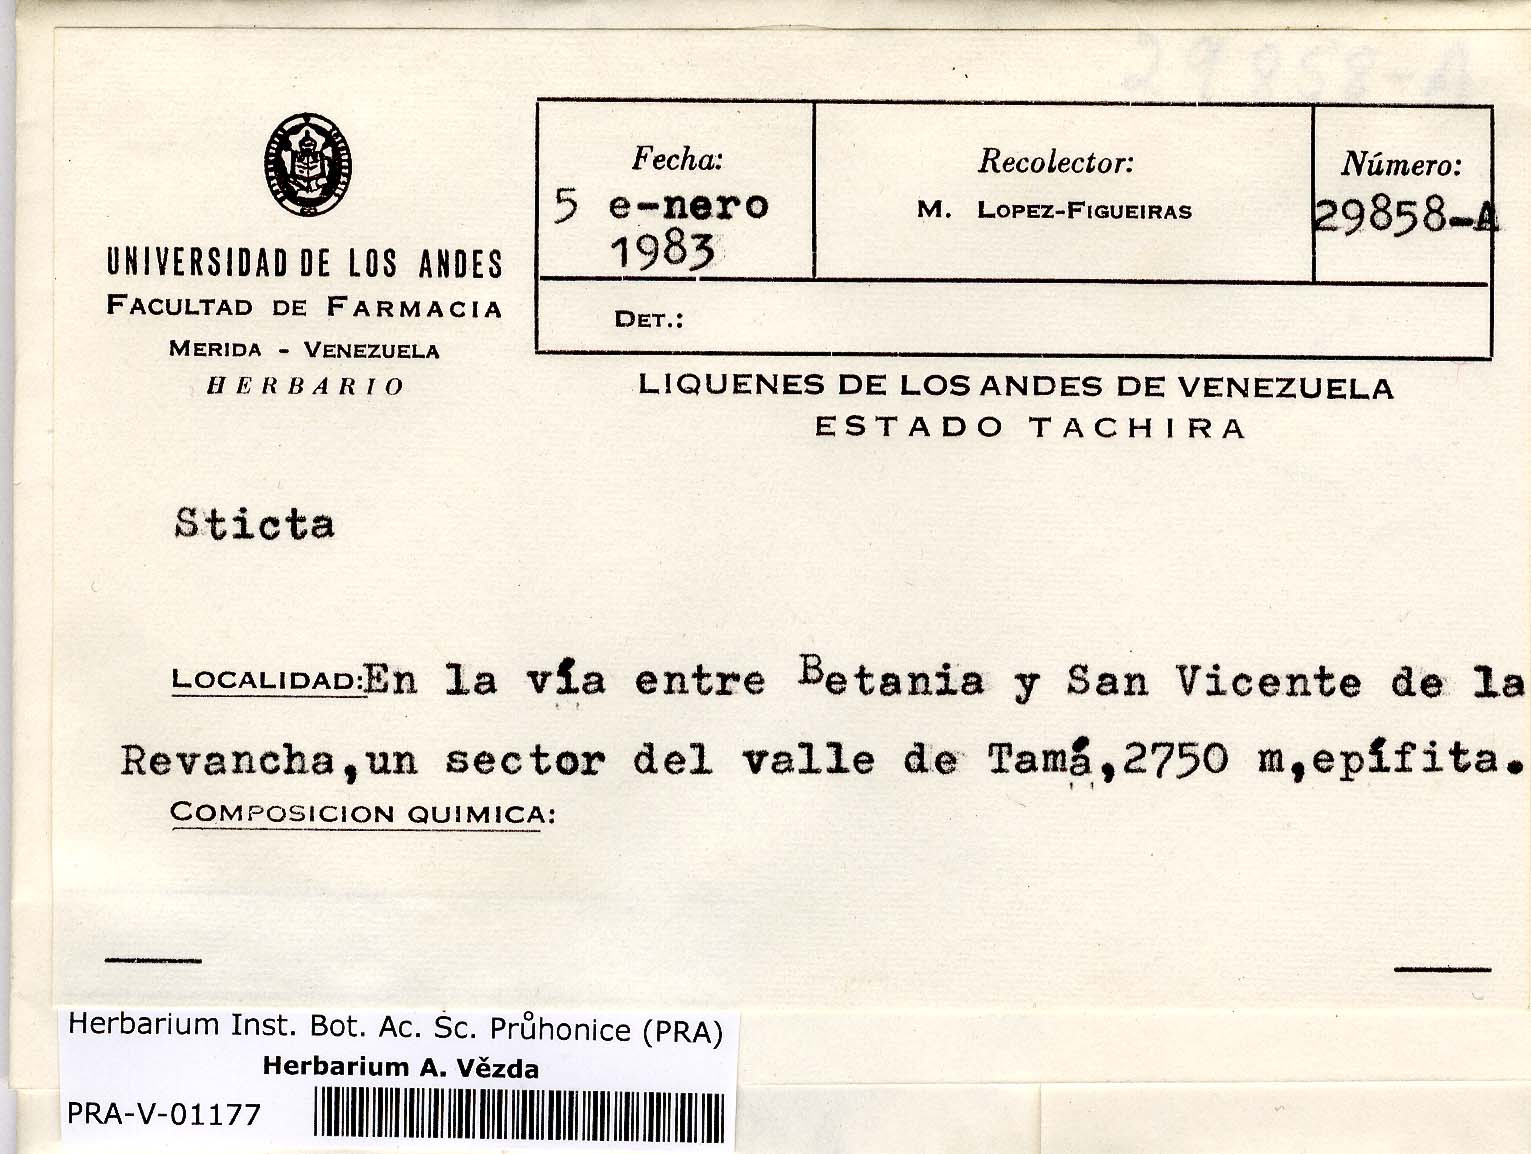 29858-A
UNIVERSIDAD DE LOS ANDES
FACULTAD DE FARMACIA
MERIDA - VENEZUELA
HERBARIO
Fecha:
5 e-nero
1983
Recolector:
M. LOPEZ-FIGUEIRAS
Número:
29858-A
DET.:
LIQUENES DE LOS ANDES DE VENEZUELA
ESTADO TACHIRA
Sticta
LOCALIDAD:En la vía entre Betania y San Vicente de la
Revancha,un sector del valle de Tamá,2750 m,epífita.
COMPOSICION QUIMICA:
Herbarium Inst. Bot. Ac. Sc. Průhonice (PRA)
Herbarium A. Vězda
PRA-V-01177